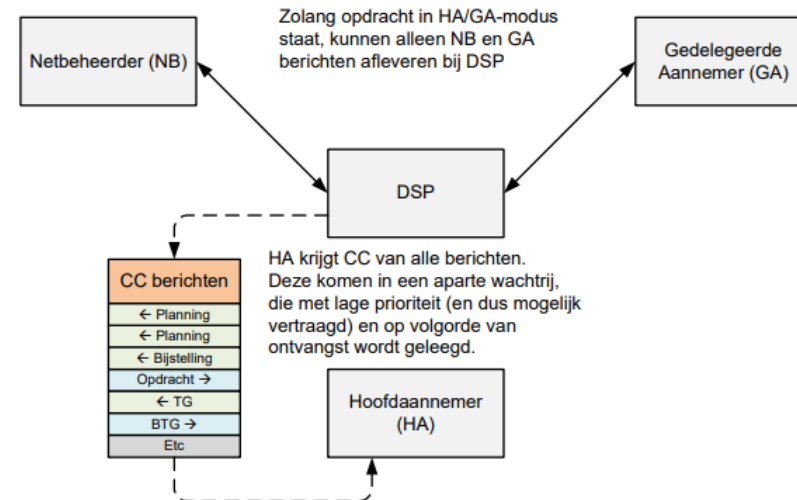 Zolang opdracht in HA/GA-modus
staat, kunnen alleen NB en GA
berichten afleveren bij DSP
Netbeheerder (NB)
Gedelegeerde
Aannemer (GA)
DSP
HA krijgt CC van alle berichten.
Deze komen in een aparte wachtrij,
die met lage prioriteit (en dus mogelijk
vertraagd) en op volgorde van
ontvangst wordt geleegd.
CC berichten
← Planning
← Planning
← Bijstelling
Opdracht →
← TG
BTG →
Etc
Hoofdaannemer
(HA)